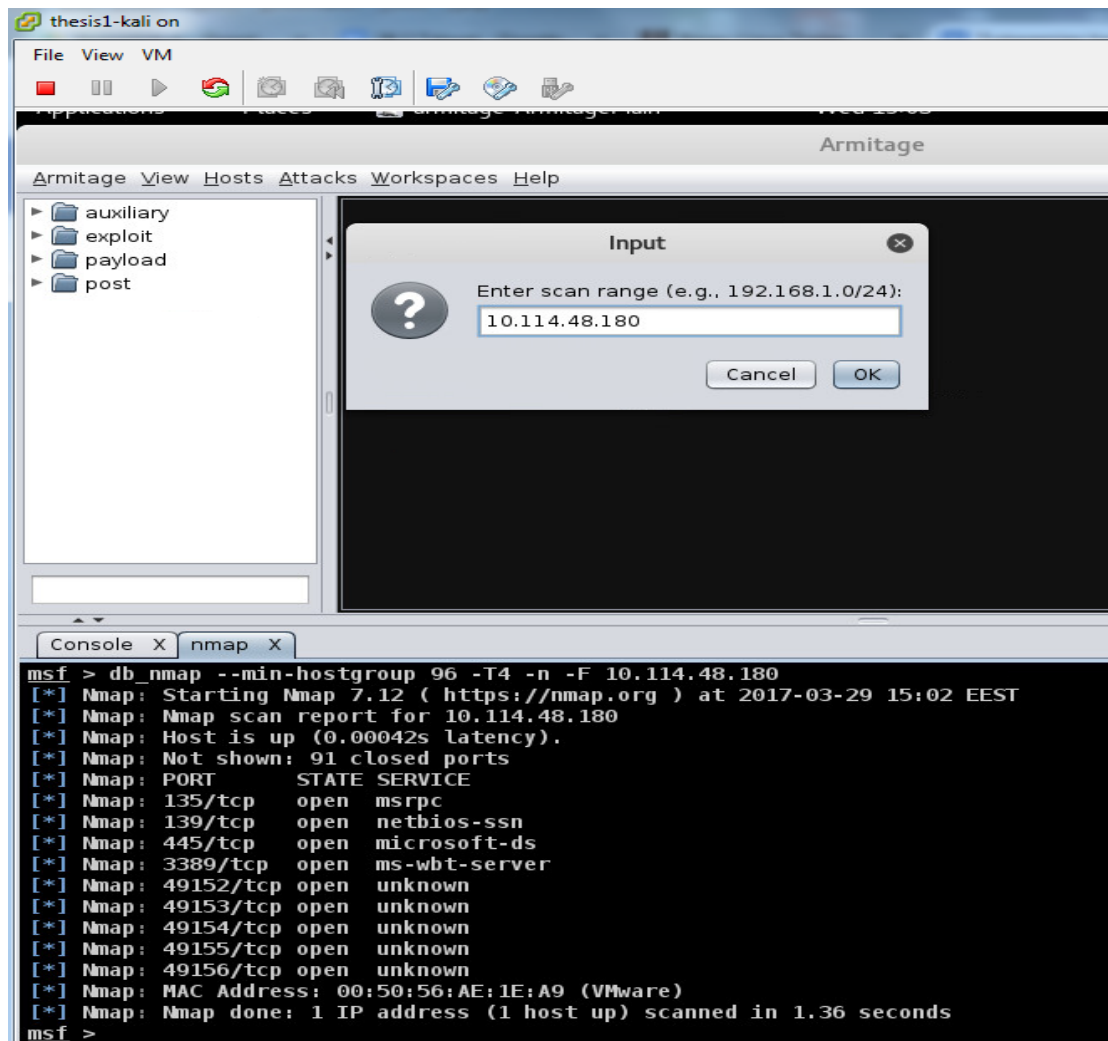 thesis1-kali on
File View VM
Applications Places armitage-ArmitageMain Wed 15:03
Armitage
Armitage View Hosts Attacks Workspaces Help
auxiliary
exploit
payload
post
Input
Enter scan range (e.g., 192.168.1.0/24):
10.114.48.180
Cancel OK
Console X nmap X
msf > db_nmap --min-hostgroup 96 -T4 -n -F 10.114.48.180
[*] Nmap: Starting Nmap 7.12 ( https://nmap.org ) at 2017-03-29 15:02 EEST
[*] Nmap: Nmap scan report for 10.114.48.180
[*] Nmap: Host is up (0.00042s latency).
[*] Nmap: Not shown: 91 closed ports
[*] Nmap: PORT STATE SERVICE
[*] Nmap: 135/tcp open msrpc
[*] Nmap: 139/tcp open netbios-ssn
[*] Nmap: 445/tcp open microsoft-ds
[*] Nmap: 3389/tcp open ms-wbt-server
[*] Nmap: 49152/tcp open unknown
[*] Nmap: 49153/tcp open unknown
[*] Nmap: 49154/tcp open unknown
[*] Nmap: 49155/tcp open unknown
[*] Nmap: 49156/tcp open unknown
[*] Nmap: MAC Address: 00:50:56:AE:1E:A9 (VMware)
[*] Nmap: Nmap done: 1 IP address (1 host up) scanned in 1.36 seconds
msf >